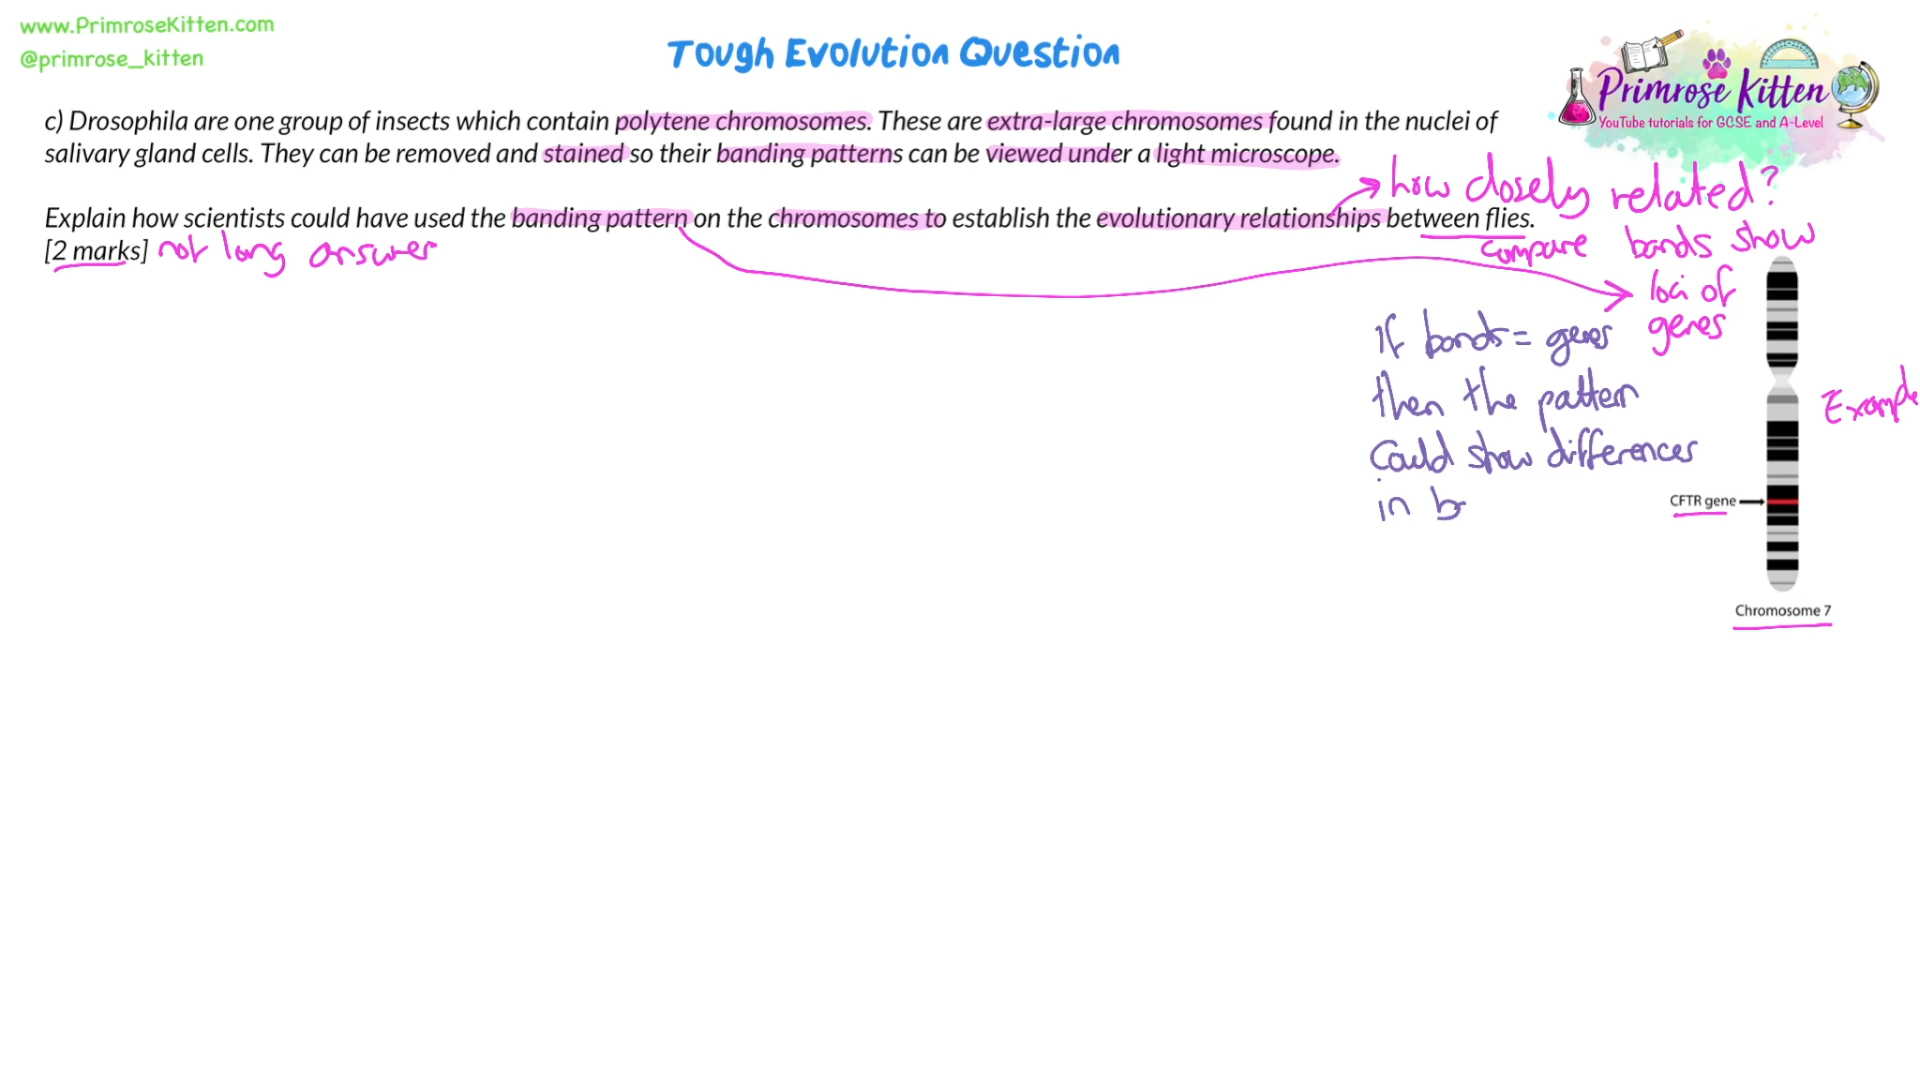 www.PrimroseKitten.com
@primrose_kitten
Tough Evolution Question
Primrose Kitten
YouTube tutorials for GCSE and A-Level
c) Drosophila are one group of insects which contain polytene chromosomes. These are extra-large chromosomes found in the nuclei of
salivary gland cells. They can be removed and stained so their banding patterns can be viewed under a light microscope.
how closely related?
Explain how scientists could have used the banding pattern on the chromosomes to establish the evolutionary relationships between flies.
[2 marks] not long answer
compare bands show
loci of
genes
If bands = genes
then the pattern
Could show differences
in b
Example
CFTR gene
Chromosome 7